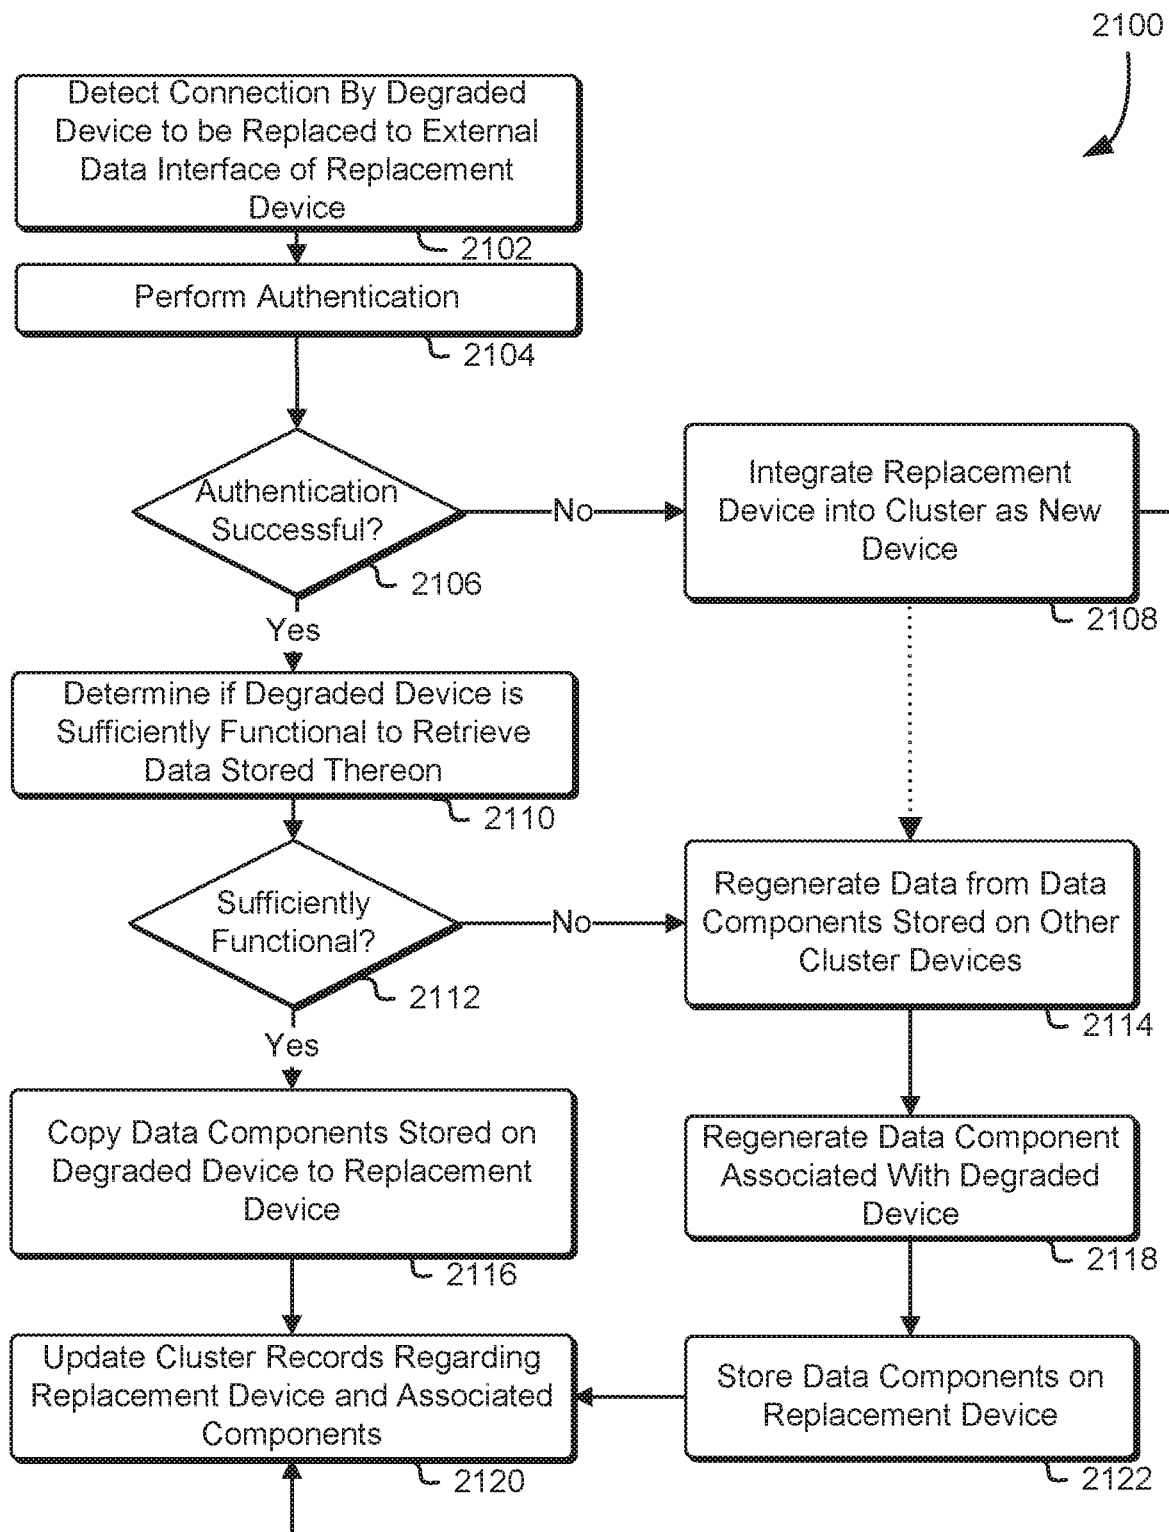 2100
Detect Connection By Degraded
Device to be Replaced to External
Data Interface of Replacement
Device
2102
Perform Authentication
2104
Authentication
Successful?
2106
No
Integrate Replacement
Device into Cluster as New
Device
2108
Yes
Determine if Degraded Device is
Sufficiently Functional to Retrieve
Data Stored Thereon
2110
Sufficiently
Functional?
2112
No
Regenerate Data from Data
Components Stored on Other
Cluster Devices
2114
Yes
Copy Data Components Stored on
Degraded Device to Replacement
Device
2116
Regenerate Data Component
Associated With Degraded
Device
2118
Update Cluster Records Regarding
Replacement Device and Associated
Components
2120
Store Data Components on
Replacement Device
2122